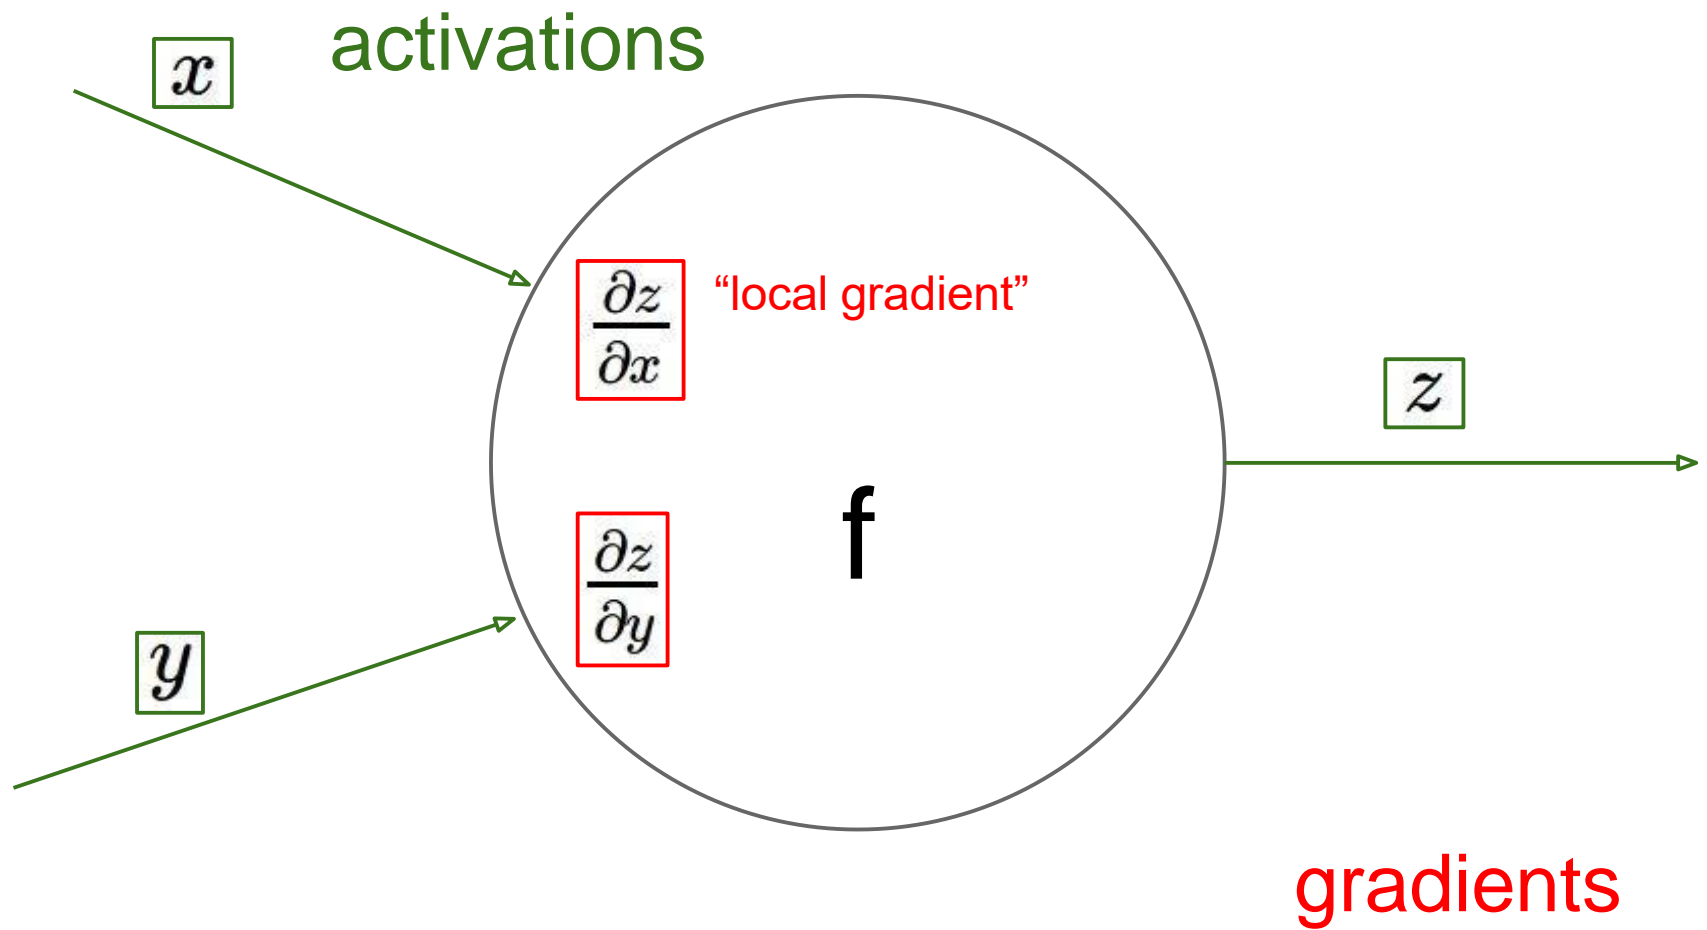 activations
x
∂z
∂x
“local gradient”
z
f
∂z
∂y
y
gradients